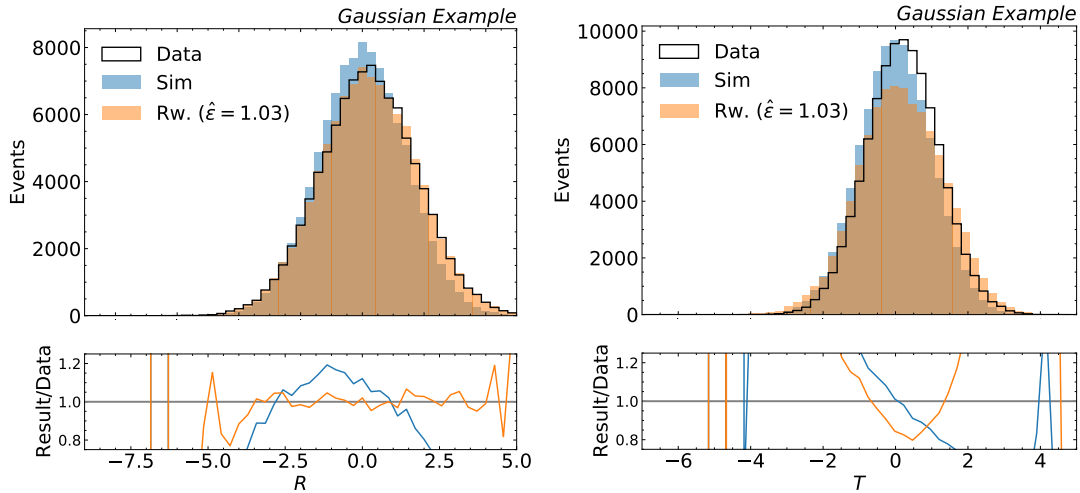 Gaussian Example
8000
6000
4000
2000
0
Events
Data
Sim
Rw. (ε̂ = 1.03)
1.2
1.0
0.8
Result/Data
−7.5
−5.0
−2.5
0.0
2.5
5.0
R
Gaussian Example
10000
8000
6000
4000
2000
0
Events
Data
Sim
Rw. (ε̂ = 1.03)
1.2
1.0
0.8
Result/Data
−6
−4
−2
0
2
4
T